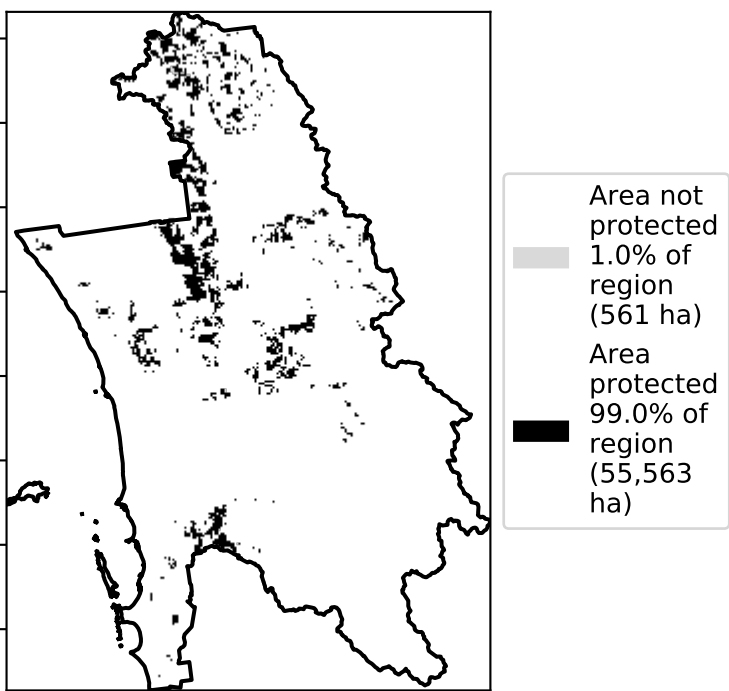 Area not
protected
1.0% of
region
(561 ha)
Area
protected
99.0% of
region
(55,563
ha)